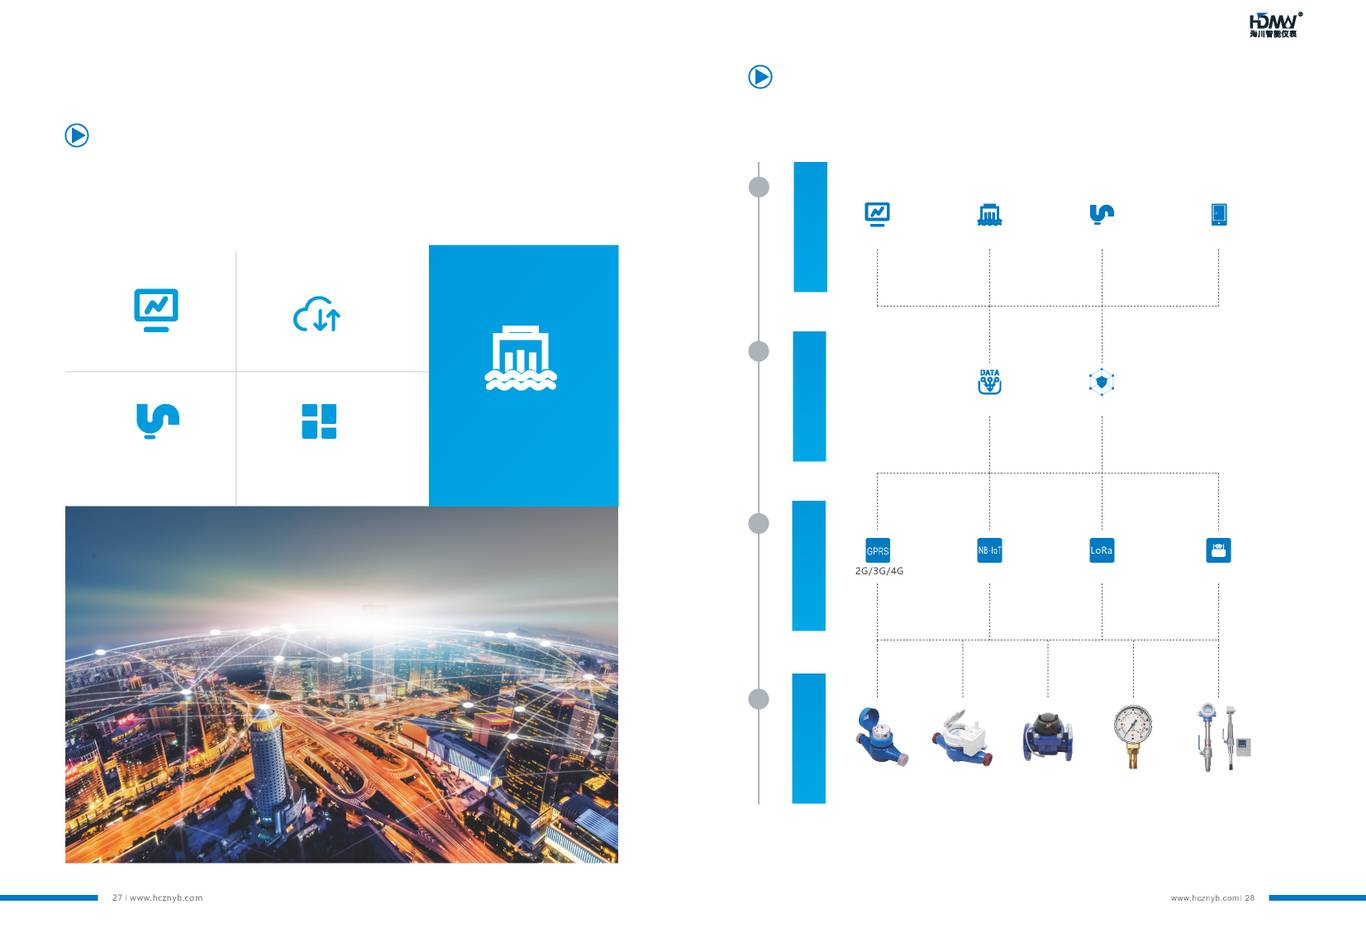 HDMW®
海川智能仪表
DATA
GPRS
NB-IoT
LoRa
2G/3G/4G
27 | www.hcznyb.com
www.hcznyb.com| 28